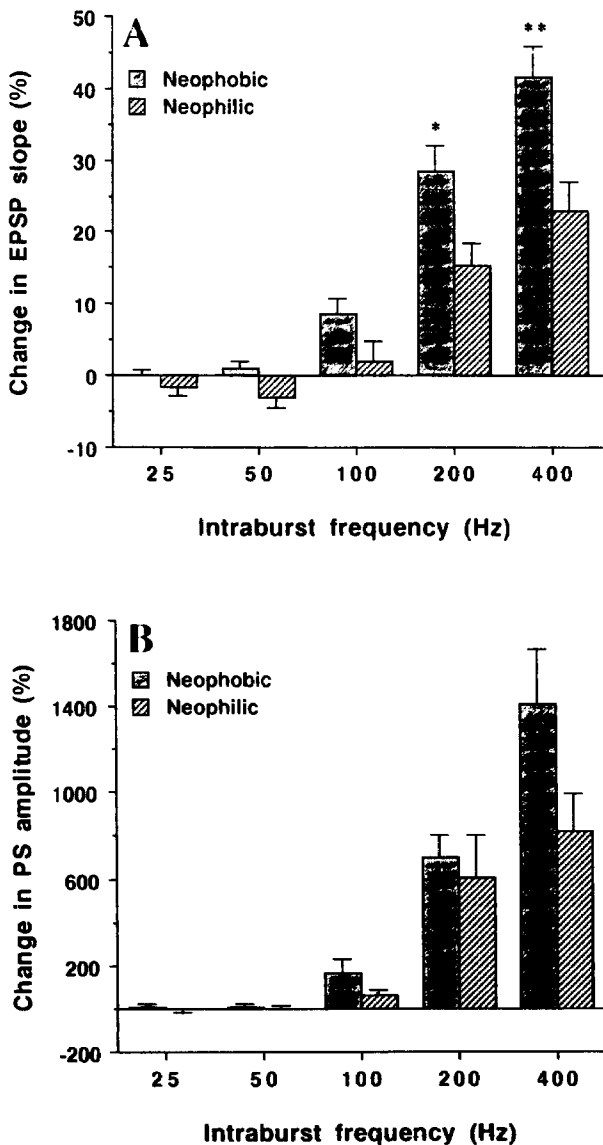 A
Neophobic
Neophilic
Change in EPSP slope (%)
50
40
30
20
10
0
-10
*
**
25 50 100 200 400
Intraburst frequency (Hz)
B
Neophobic
Neophilic
Change in PS amplitude (%)
1800
1400
1000
600
200
-200
25 50 100 200 400
Intraburst frequency (Hz)